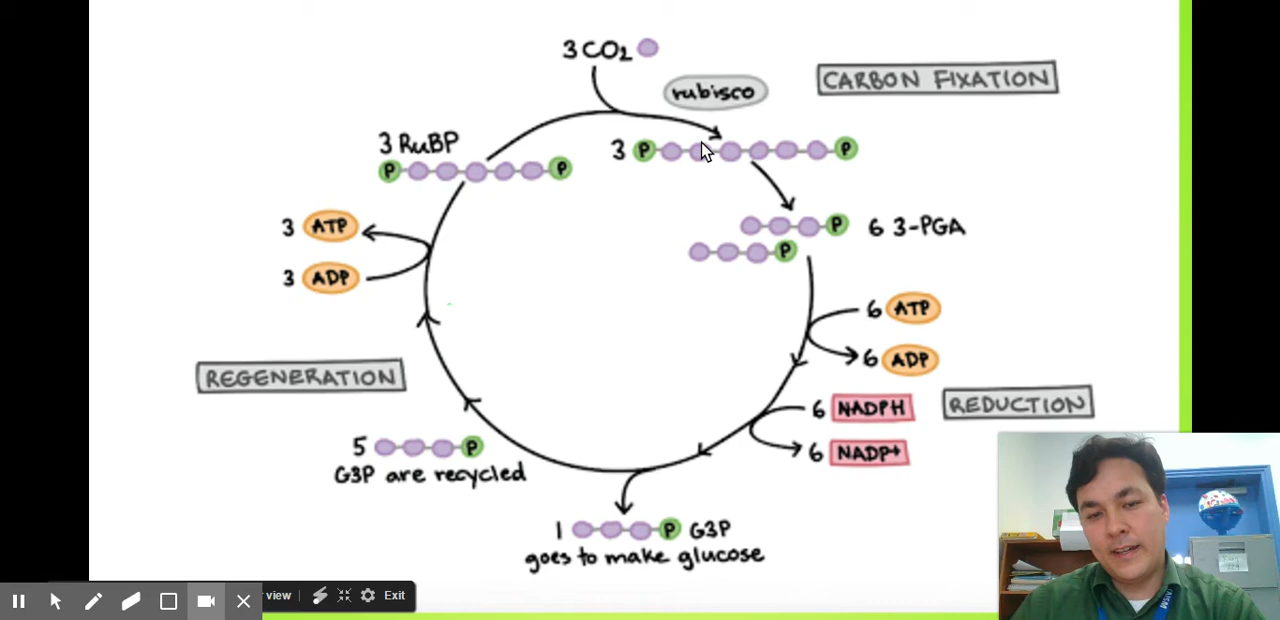 3 CO2
rubisco
CARBON FIXATION
3 RuBP
P P
3 P P
P 6 3-PGA
P
3 ATP
3 ADP
6 ATP
6 ADP
REGENERATION
6 NADPH
REDUCTION
6 NADP+
5 P
G3P are recycled
1 P G3P
goes to make glucose
view
Exit